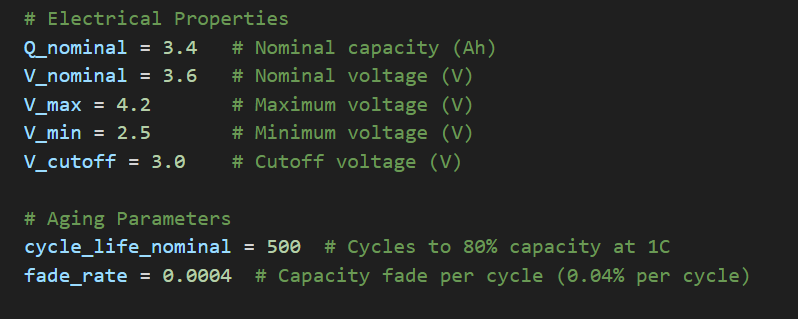 # Electrical Properties
Q_nominal = 3.4   # Nominal capacity (Ah)
V_nominal = 3.6   # Nominal voltage (V)
V_max = 4.2       # Maximum voltage (V)
V_min = 2.5       # Minimum voltage (V)
V_cutoff = 3.0    # Cutoff voltage (V)
# Aging Parameters
cycle_life_nominal = 500  # Cycles to 80% capacity at 1C
fade_rate = 0.0004  # Capacity fade per cycle (0.04% per cycle)